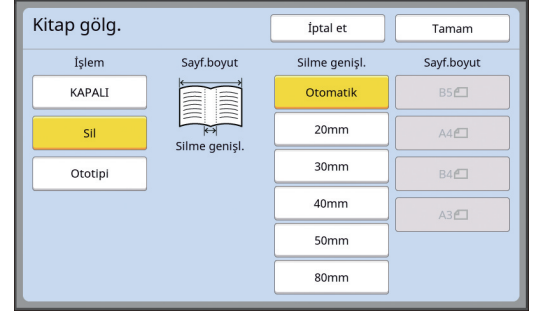 Kitap gölg.
İptal et
Tamam
İşlem
Sayf.boyut
Silme genişl.
Sayf.boyut
KAPALI
Sil
Ototipi
Silme genişl.
Otomatik
20mm
30mm
40mm
50mm
80mm
B5
A4
B4
A3